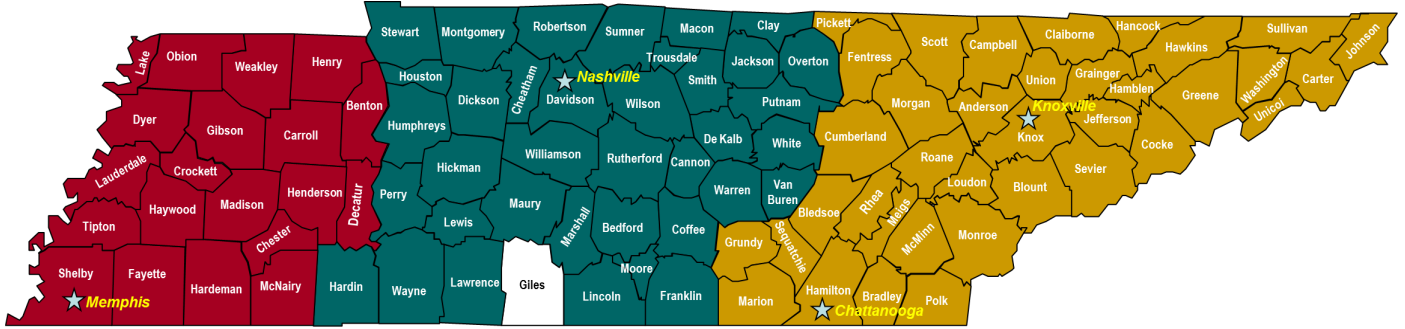 Lake
Obion
Weakley
Henry
Benton
Dyer
Gibson
Carroll
Lauderdale
Crockett
Haywood
Madison
Henderson
Decatur
Tipton
Chester
Shelby
Fayette
Hardeman
McNairy
Memphis
Stewart
Montgomery
Robertson
Sumner
Macon
Clay
Trousdale
Jackson
Overton
Houston
Dickson
Cheatham
Nashville
Davidson
Wilson
Smith
Putnam
Humphreys
De Kalb
White
Hickman
Williamson
Rutherford
Cannon
Warren
Van
Buren
Perry
Lewis
Maury
Marshall
Bedford
Coffee
Moore
Hardin
Wayne
Lawrence
Giles
Lincoln
Franklin
Pickett
Fentress
Scott
Campbell
Claiborne
Hancock
Hawkins
Sullivan
Johnson
Union
Grainger
Hamblen
Greene
Washington
Carter
Unicoi
Morgan
Anderson
Knoxville
Knox
Jefferson
Cocke
Cumberland
Roane
Loudon
Blount
Sevier
Bledsoe
Rhea
Meigs
McMinn
Monroe
Grundy
Sequatchie
Marion
Hamilton
Bradley
Polk
Chattanooga